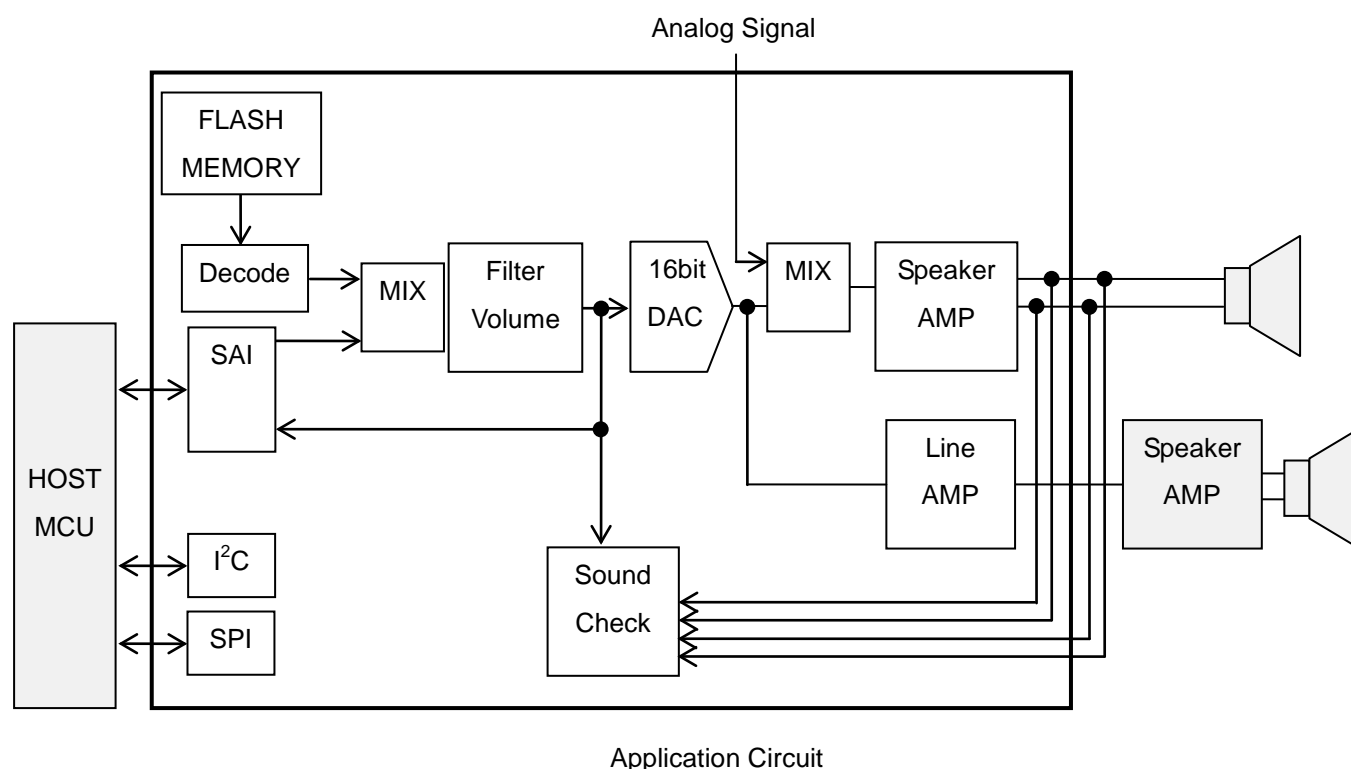 Analog Signal
FLASH
MEMORY
Decode
MIX
Filter
Volume
16bit
DAC
MIX
Speaker
AMP
SAI
HOST
MCU
Line
AMP
Speaker
AMP
I²C
SPI
Sound
Check
Application Circuit